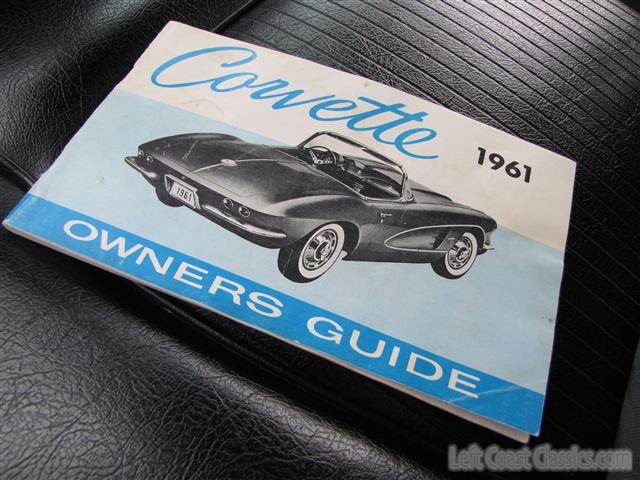 Corvette
1961
1961
OWNERS GUIDE
Left Coast Classics.com